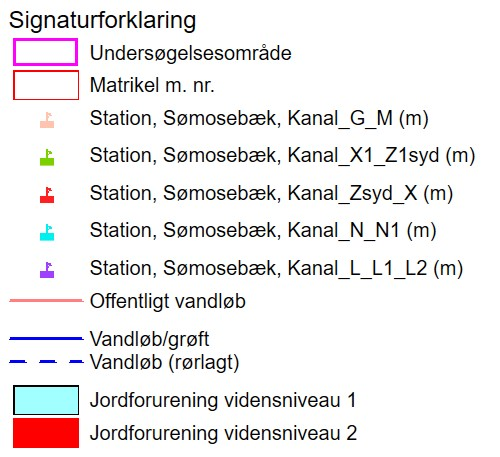 Signaturforklaring
Undersøgelsesområde
Matrikel m. nr.
Station, Sømosebæk, Kanal_G_M (m)
Station, Sømosebæk, Kanal_X1_Z1syd (m)
Station, Sømosebæk, Kanal_Zsyd_X (m)
Station, Sømosebæk, Kanal_N_N1 (m)
Station, Sømosebæk, Kanal_L_L1_L2 (m)
Offentligt vandløb
Vandløb/grøft
Vandløb (rørlagt)
Jordforurening vidensniveau 1
Jordforurening vidensniveau 2